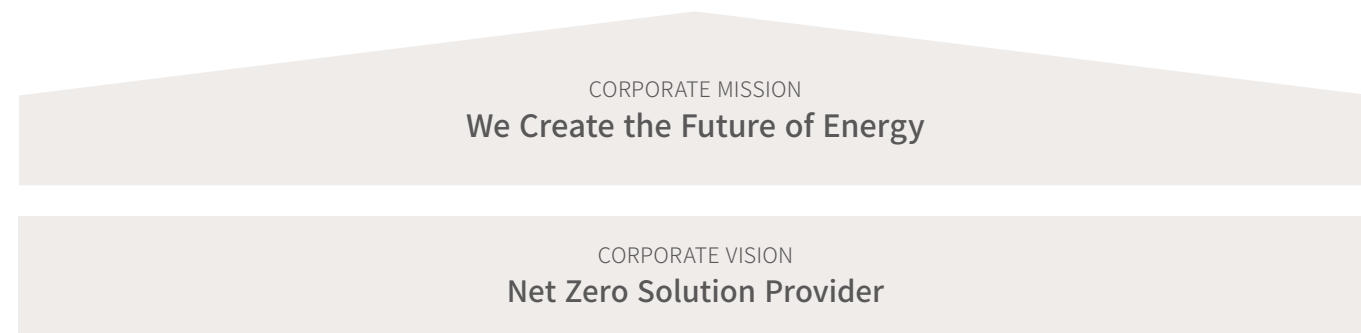 CORPORATE MISSION
We Create the Future of Energy
CORPORATE VISION
Net Zero Solution Provider